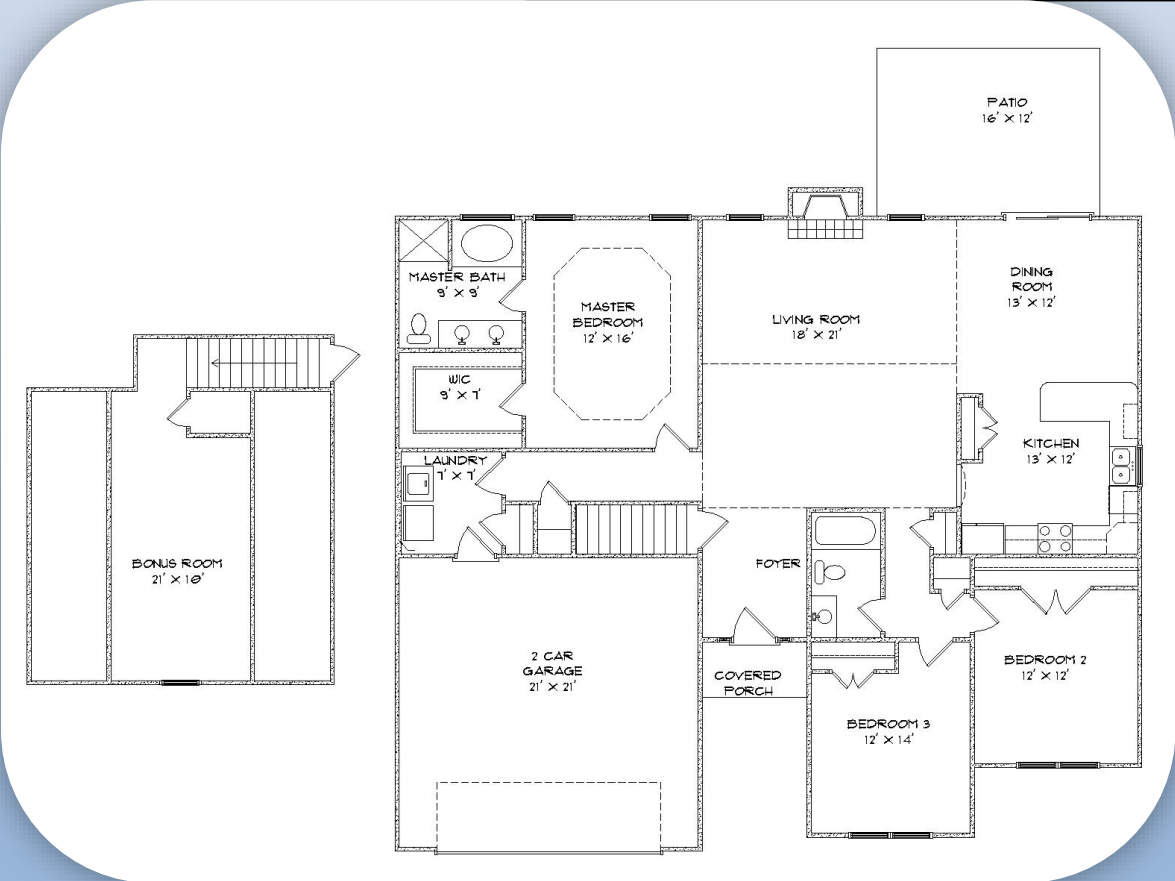 PATIO
16' X 12'
MASTER BATH
9' X 9'
MASTER
BEDROOM
12' X 16'
LIVING ROOM
18' X 21'
DINING
ROOM
13' X 12'
WIC
9' X 7'
KITCHEN
13' X 12'
LAUNDRY
7' X 7'
BONUS ROOM
21' X 10'
FOYER
2 CAR
GARAGE
21' X 21'
COVERED
PORCH
BEDROOM 2
12' X 12'
BEDROOM 3
12' X 14'